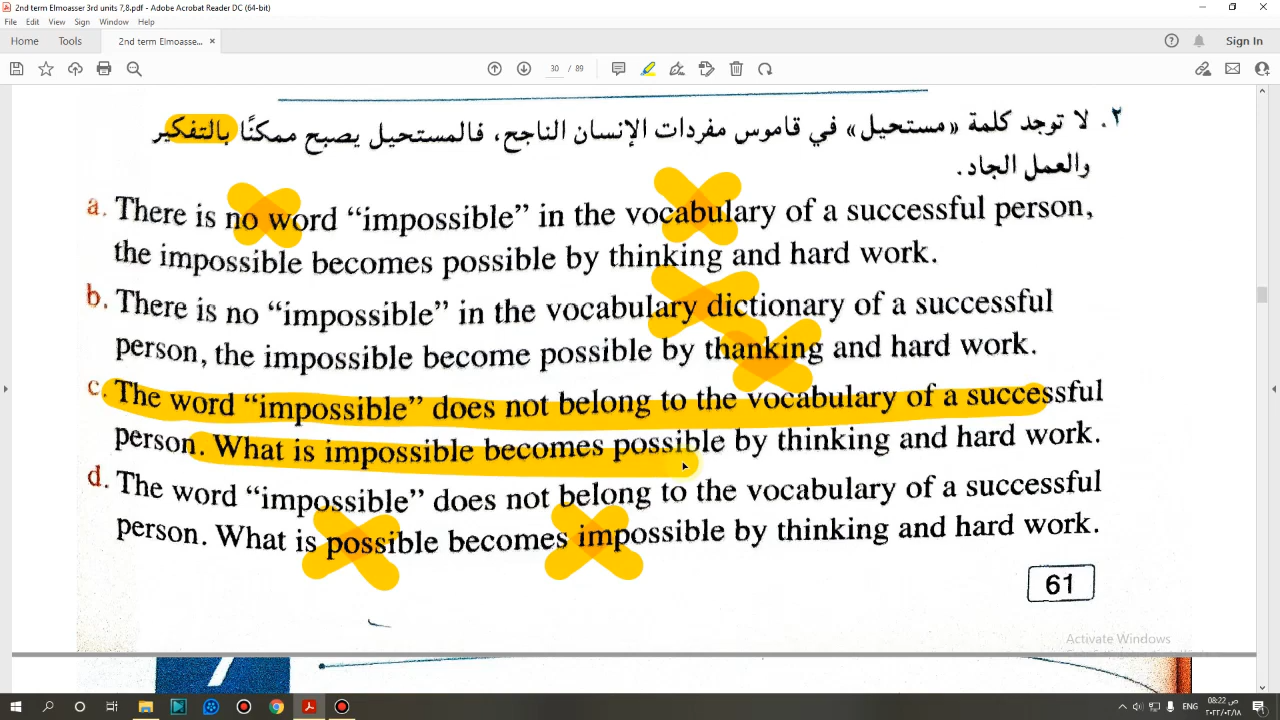 2nd term Elmoasser 3rd units 7,8.pdf - Adobe Acrobat Reader DC (64-bit)
File Edit View Sign Window Help
Home Tools 2nd term Elmoasse... × Sign In
30 / 89
٢. لا توجد كلمة «مستحيل» في قاموس مفردات الإنسان الناجح، فالمستحيل يصبح ممكنًا بالتفكير
والعمل الجاد.
a. There is no word “impossible” in the vocabulary of a successful person,
the impossible becomes possible by thinking and hard work.
b. There is no “impossible” in the vocabulary dictionary of a successful
person, the impossible become possible by thanking and hard work.
c. The word “impossible” does not belong to the vocabulary of a successful
person. What is impossible becomes possible by thinking and hard work.
d. The word “impossible” does not belong to the vocabulary of a successful
person. What is possible becomes impossible by thinking and hard work.
61
Activate Windows
7
ENG 08:22 ص
٢٠٢٢/٠٢/١٨